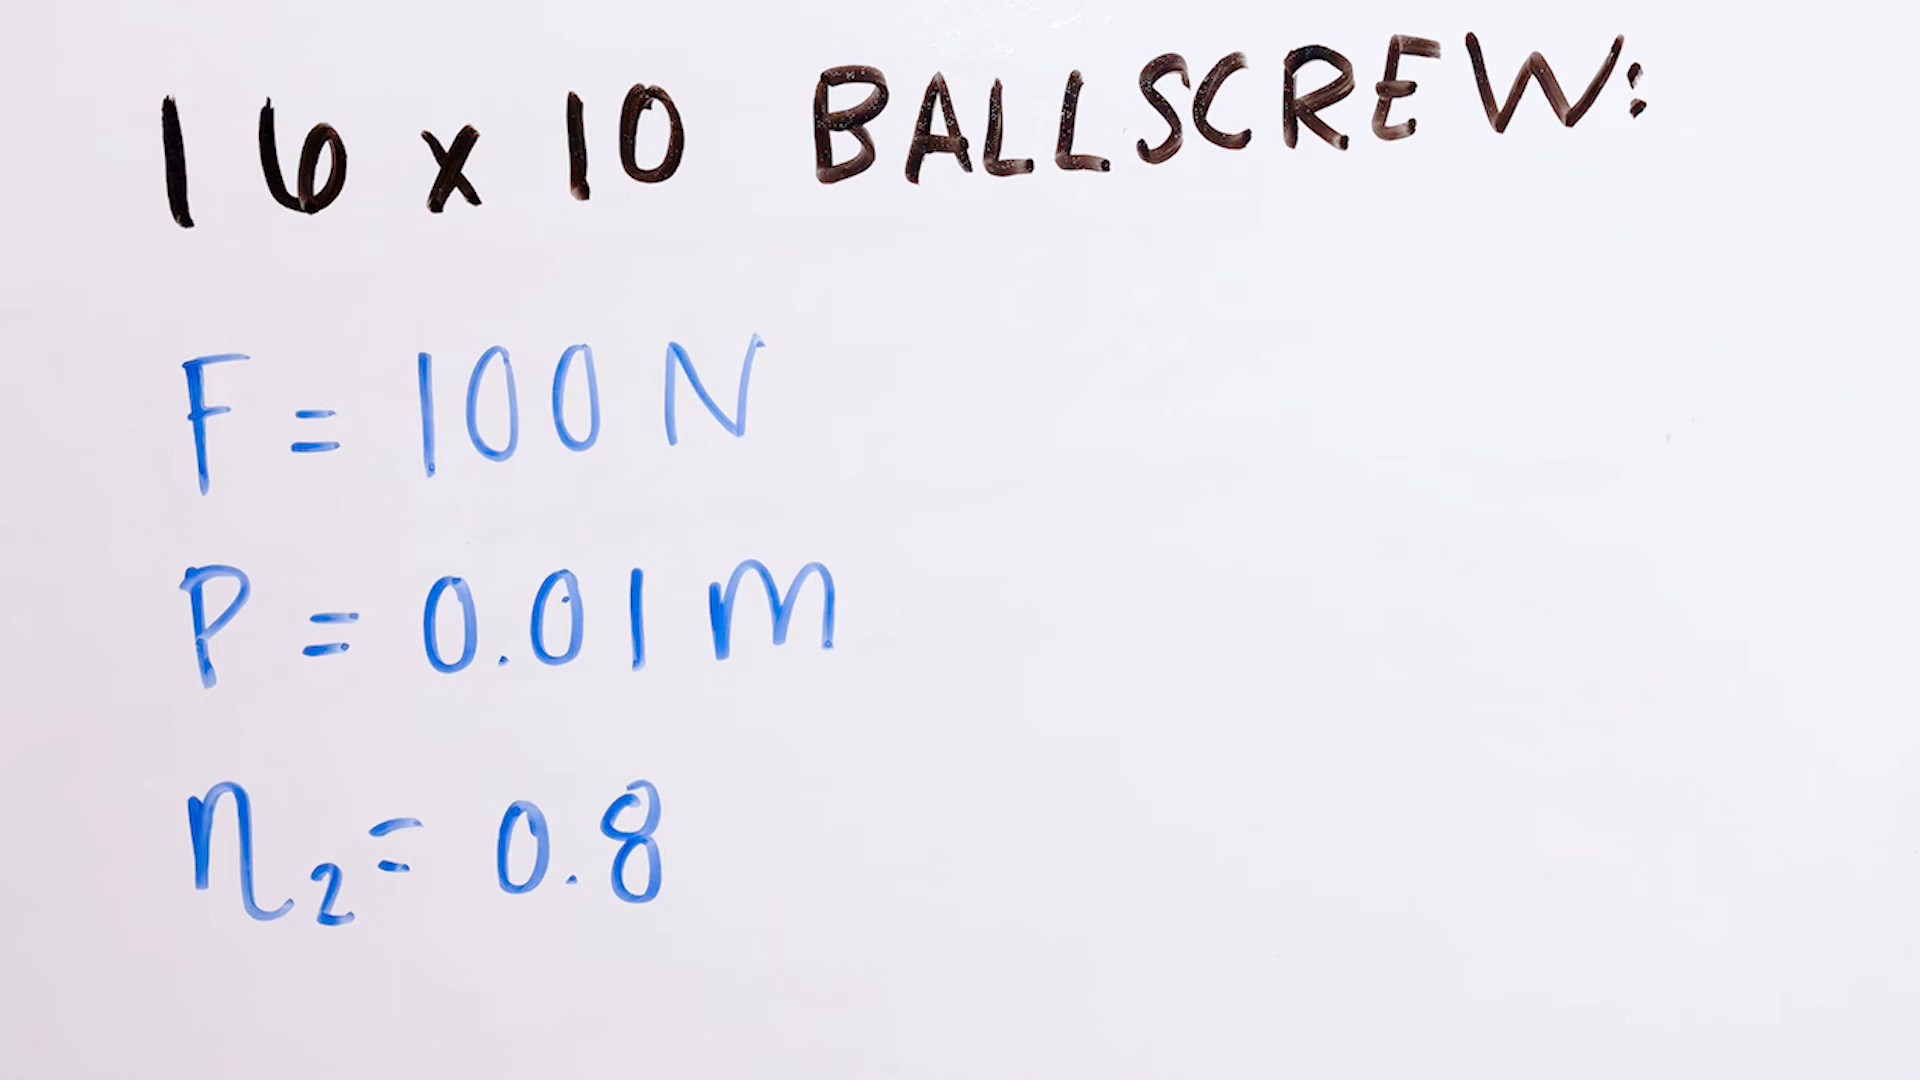 16 x 10 BALLSCREW:
F = 100 N
P = 0.01 M
η₂ = 0.8